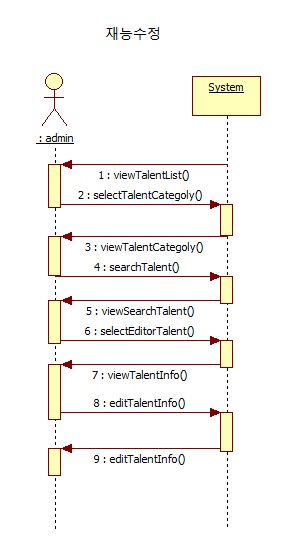 재능수정
System
: admin
1 : viewTalentList()
2 : selectTalentCategoly()
3 : viewTalentCategoly()
4 : searchTalent()
5 : viewSearchTalent()
6 : selectEditorTalent()
7 : viewTalentInfo()
8 : editTalentInfo()
9 : editTalentInfo()